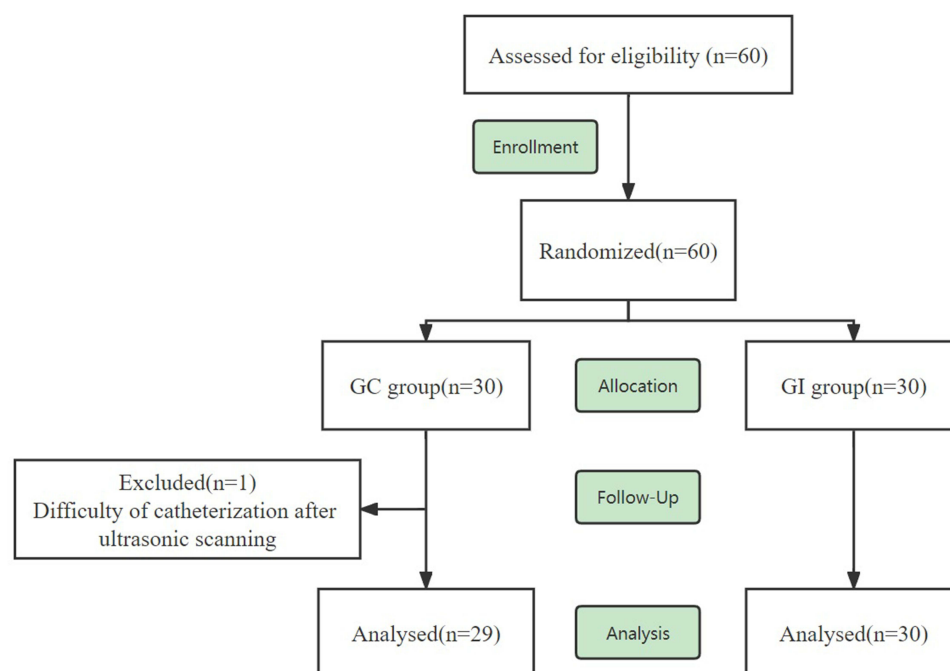 Assessed for eligibility (n=60)
Enrollment
Randomized(n=60)
GC group(n=30)
Allocation
GI group(n=30)
Excluded(n=1)
Difficulty of catheterization after
ultrasonic scanning
Follow-Up
Analysed(n=29)
Analysis
Analysed(n=30)